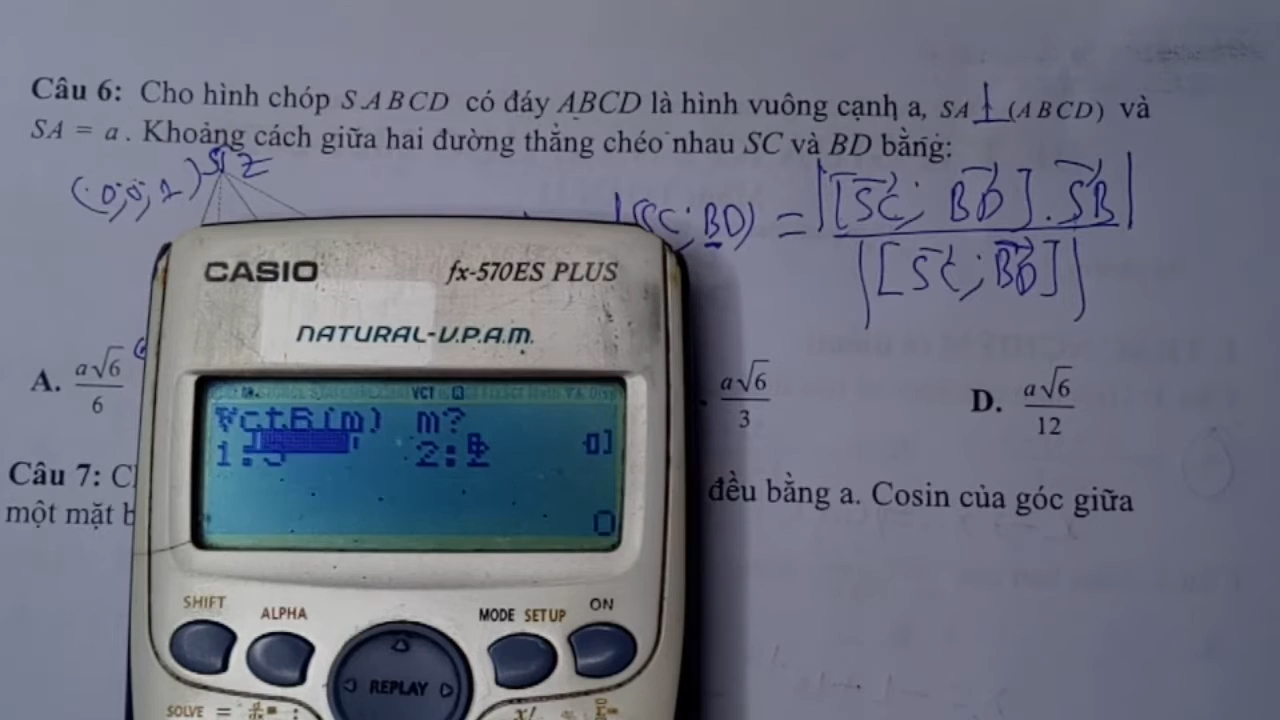 Câu 6: Cho hình chóp SABCD có đáy ABCD là hình vuông cạnh a, SA ⊥ (ABCD) và
SA = a. Khoảng cách giữa hai đường thẳng chéo nhau SC và BD bằng:
(0;0;1) S Z
; BD) = |[SC; BD].SB| / |[SC; BD]|
CASIO fx-570ES PLUS
NATURAL-V.P.A.M.
A. a√6/6
a√6/3
D. a√6/12
VCT D
VctB(m) m?
1:3 2:2
0
Câu 7:
đều bằng a. Cosin của góc giữa
một mặt
SHIFT ALPHA MODE SETUP ON
REPLAY
SOLVE =